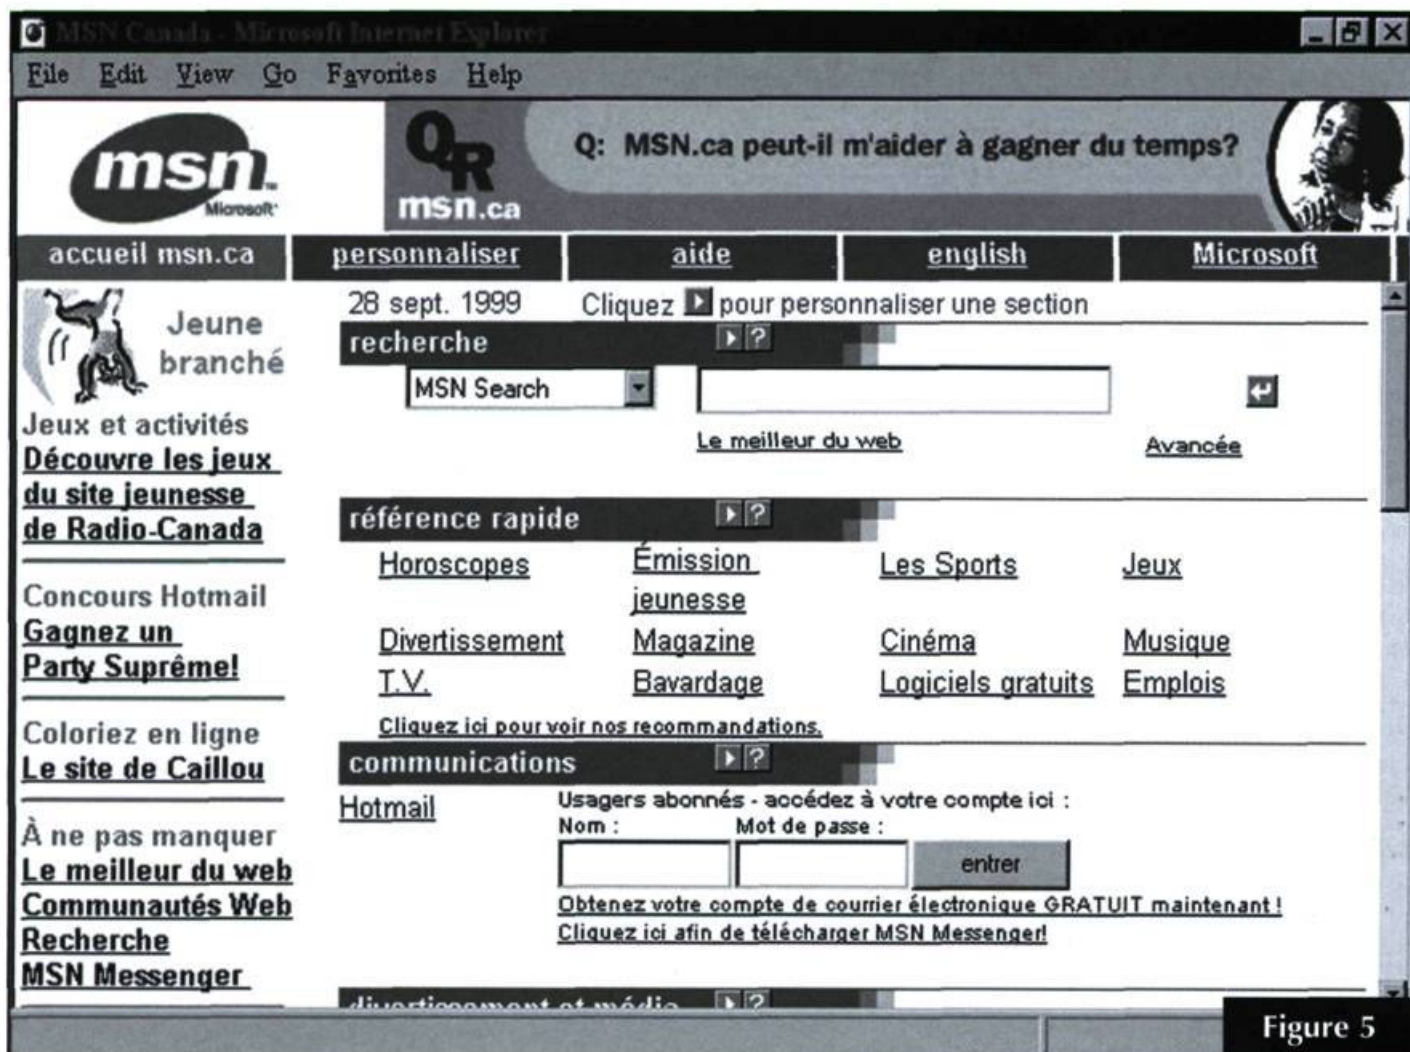 MSN Canada - Microsoft Internet Explorer
File Edit View Go Favorites Help
msn.™
Microsoft
QR
msn.ca
Q: MSN.ca peut-il m'aider à gagner du temps?
accueil msn.ca personnaliser aide english Microsoft
Jeune
branché
Jeux et activités
Découvre les jeux
du site jeunesse
de Radio-Canada
Concours Hotmail
Gagnez un
Party Suprême!
Coloriez en ligne
Le site de Caillou
À ne pas manquer
Le meilleur du web
Communautés Web
Recherche
MSN Messenger
28 sept. 1999 Cliquez pour personnaliser une section
recherche ?
MSN Search
Le meilleur du web Avancée
référence rapide ?
Horoscopes Émission jeunesse Les Sports Jeux
Divertissement Magazine Cinéma Musique
T.V. Bavardage Logiciels gratuits Emplois
Cliquez ici pour voir nos recommandations.
communications ?
Hotmail
Usagers abonnés - accédez à votre compte ici :
Nom : Mot de passe :
entrer
Obtenez votre compte de courrier électronique GRATUIT maintenant !
Cliquez ici afin de télécharger MSN Messenger!
divertissement et média ?
Figure 5